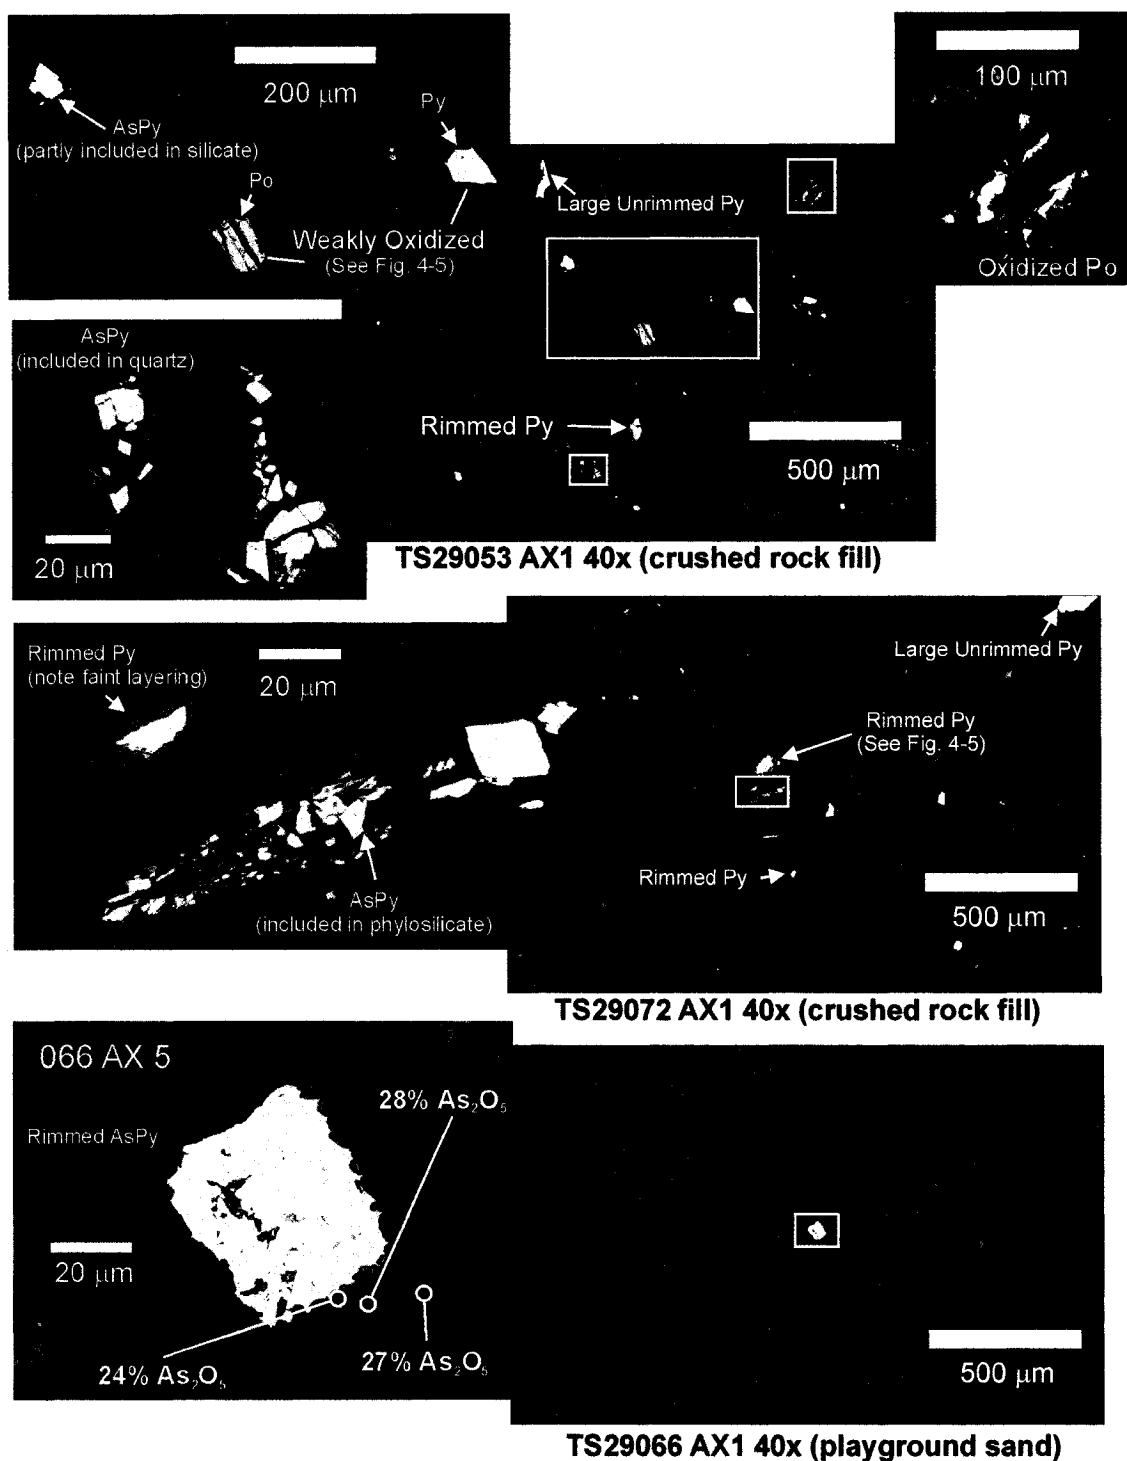 200 μm
AsPy
(partly included in silicate)
Py
Po
Weakly Oxidized
(See Fig. 4-5)
Large Unrimmed Py
100 μm
Oxidized Po
AsPy
(included in quartz)
20 μm
Rimmed Py
500 μm
TS29053 AX1 40x (crushed rock fill)
Rimmed Py
(note faint layering)
20 μm
AsPy
(included in phylosilicate)
Large Unrimmed Py
Rimmed Py
(See Fig. 4-5)
Rimmed Py
500 μm
TS29072 AX1 40x (crushed rock fill)
066 AX 5
28% As₂O₅
Rimmed AsPy
20 μm
24% As₂O₅
27% As₂O₅
500 μm
TS29066 AX1 40x (playground sand)